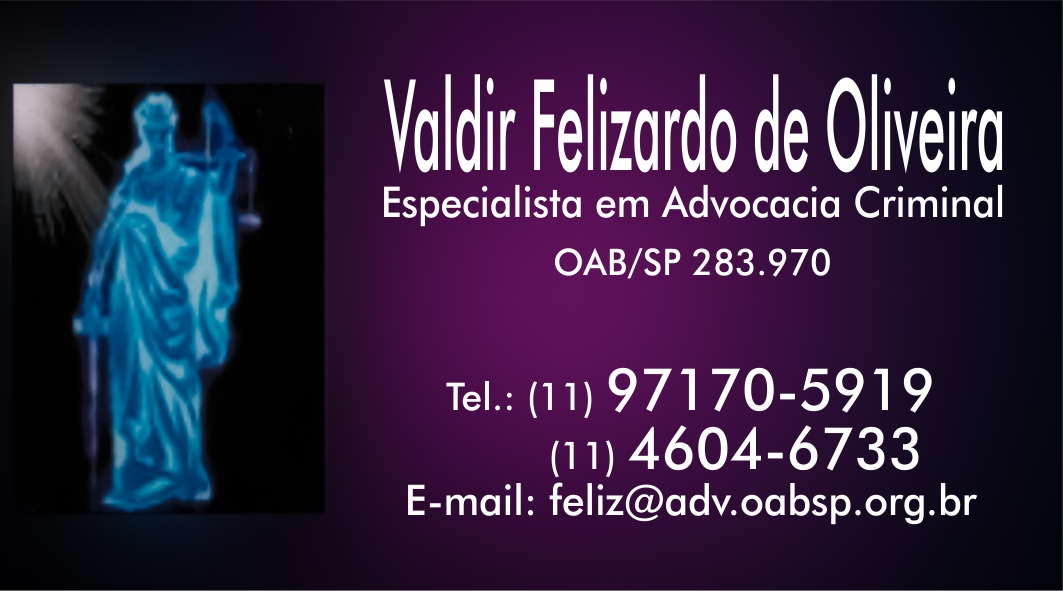 Valdir Felizardo de Oliveira
Especialista em Advocacia Criminal
OAB/SP 283.970
Tel.: (11) 97170-5919
(11) 4604-6733
E-mail: feliz@adv.oabsp.org.br